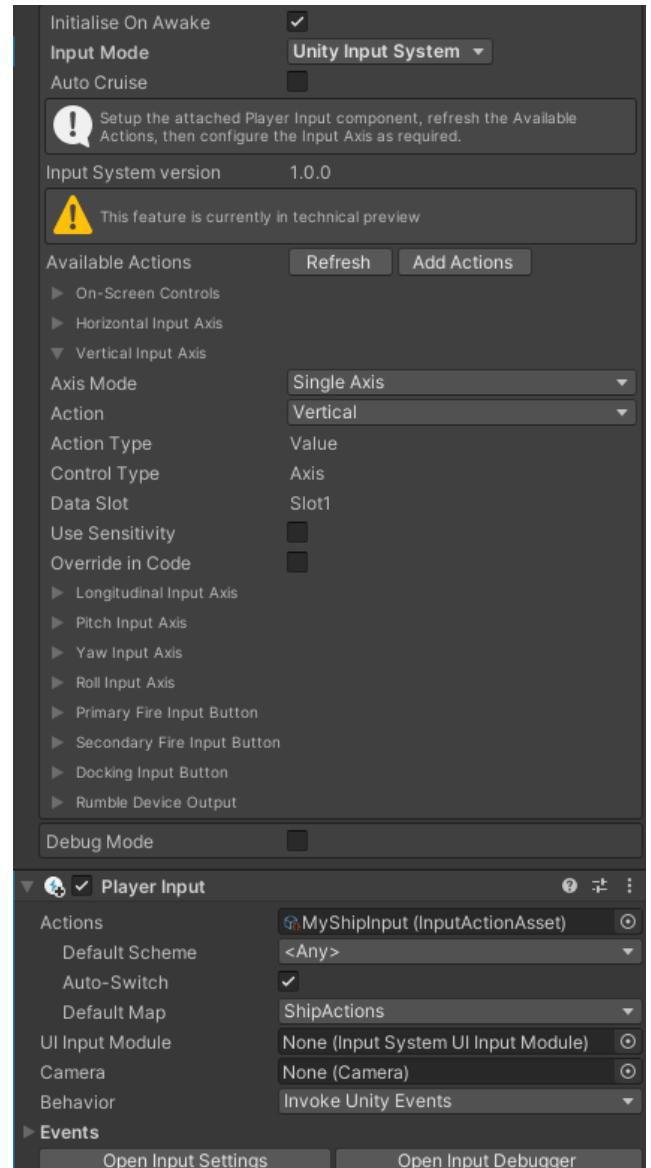 Initialise On Awake
Input Mode Unity Input System
Auto Cruise
Setup the attached Player Input component, refresh the Available
Actions, then configure the Input Axis as required.
Input System version 1.0.0
This feature is currently in technical preview
Available Actions Refresh Add Actions
On-Screen Controls
Horizontal Input Axis
Vertical Input Axis
Axis Mode Single Axis
Action Vertical
Action Type Value
Control Type Axis
Data Slot Slot1
Use Sensitivity
Override in Code
Longitudinal Input Axis
Pitch Input Axis
Yaw Input Axis
Roll Input Axis
Primary Fire Input Button
Secondary Fire Input Button
Docking Input Button
Rumble Device Output
Debug Mode
Player Input
Actions MyShipInput (InputActionAsset)
Default Scheme <Any>
Auto-Switch
Default Map ShipActions
UI Input Module None (Input System UI Input Module)
Camera None (Camera)
Behavior Invoke Unity Events
Events
Open Input Settings Open Input Debugger